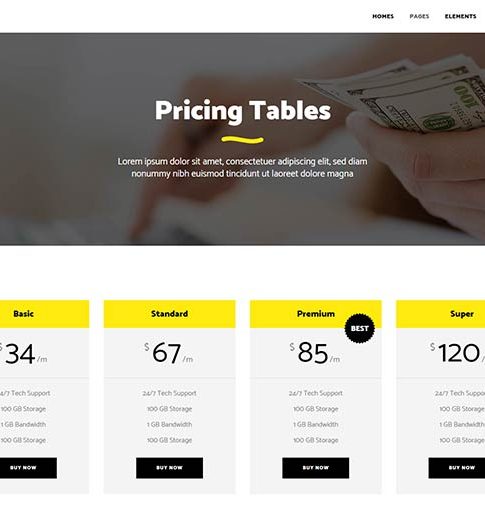 HOMES PAGES ELEMENTS
Pricing Tables
Lorem ipsum dolor sit amet, consectetuer adipiscing elit, sed diam
nonummy nibh euismod tincidunt ut laoreet dolore magna
Basic
$34/m
24/7 Tech Support
100 GB Storage
1 GB Bandwidth
100 GB Storage
BUY NOW
Standard
$67/m
24/7 Tech Support
100 GB Storage
1 GB Bandwidth
100 GB Storage
BUY NOW
Premium
BEST
$85/m
24/7 Tech Support
100 GB Storage
1 GB Bandwidth
100 GB Storage
BUY NOW
Super
$120/
24/7 Tech Suppo
100 GB Storage
1 GB Bandwidth
100 GB Storage
BUY NOW